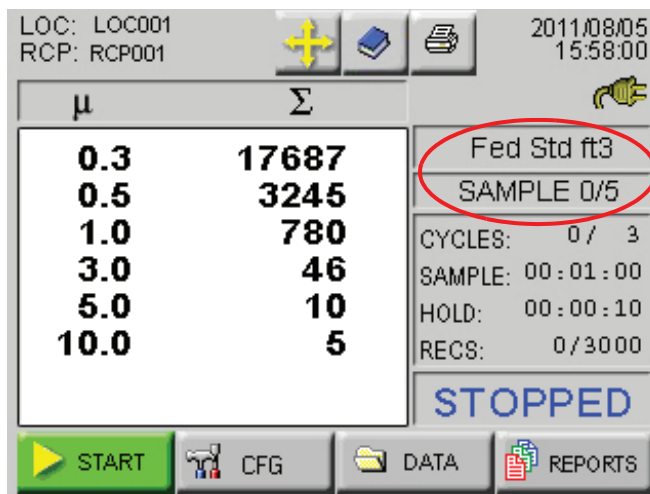 LOC: LOC001
RCP: RCP001
2011/08/05
15:58:00
μ Σ
0.3 17687
0.5 3245
1.0 780
3.0 46
5.0 10
10.0 5
Fed Std ft3
SAMPLE 0/5
CYCLES: 0/ 3
SAMPLE: 00:01:00
HOLD: 00:00:10
RECS: 0/3000
STOPPED
START CFG DATA REPORTS